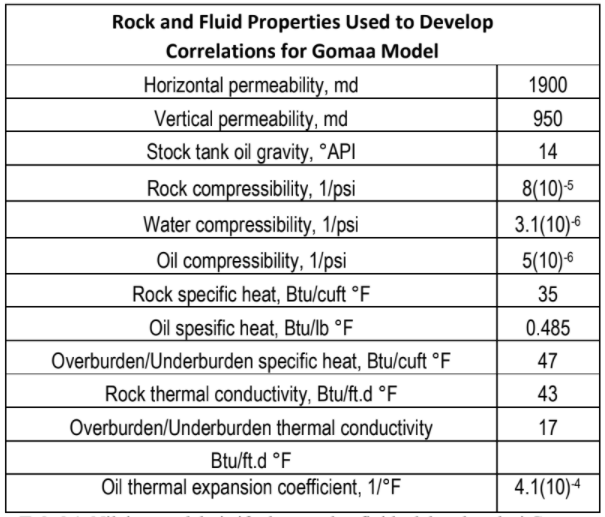 Rock and Fluid Properties Used to Develop
Correlations for Gomaa Model
Horizontal permeability, md 1900
Vertical permeability, md 950
Stock tank oil gravity, °API 14
Rock compressibility, 1/psi 8(10)-5
Water compressibility, 1/psi 3.1(10)-6
Oil compressibility, 1/psi 5(10)-6
Rock specific heat, Btu/cuft °F 35
Oil spesific heat, Btu/lb °F 0.485
Overburden/Underburden specific heat, Btu/cuft °F 47
Rock thermal conductivity, Btu/ft.d °F 43
Overburden/Underburden thermal conductivity 17
Btu/ft.d °F
Oil thermal expansion coefficient, 1/°F 4.1(10)-4